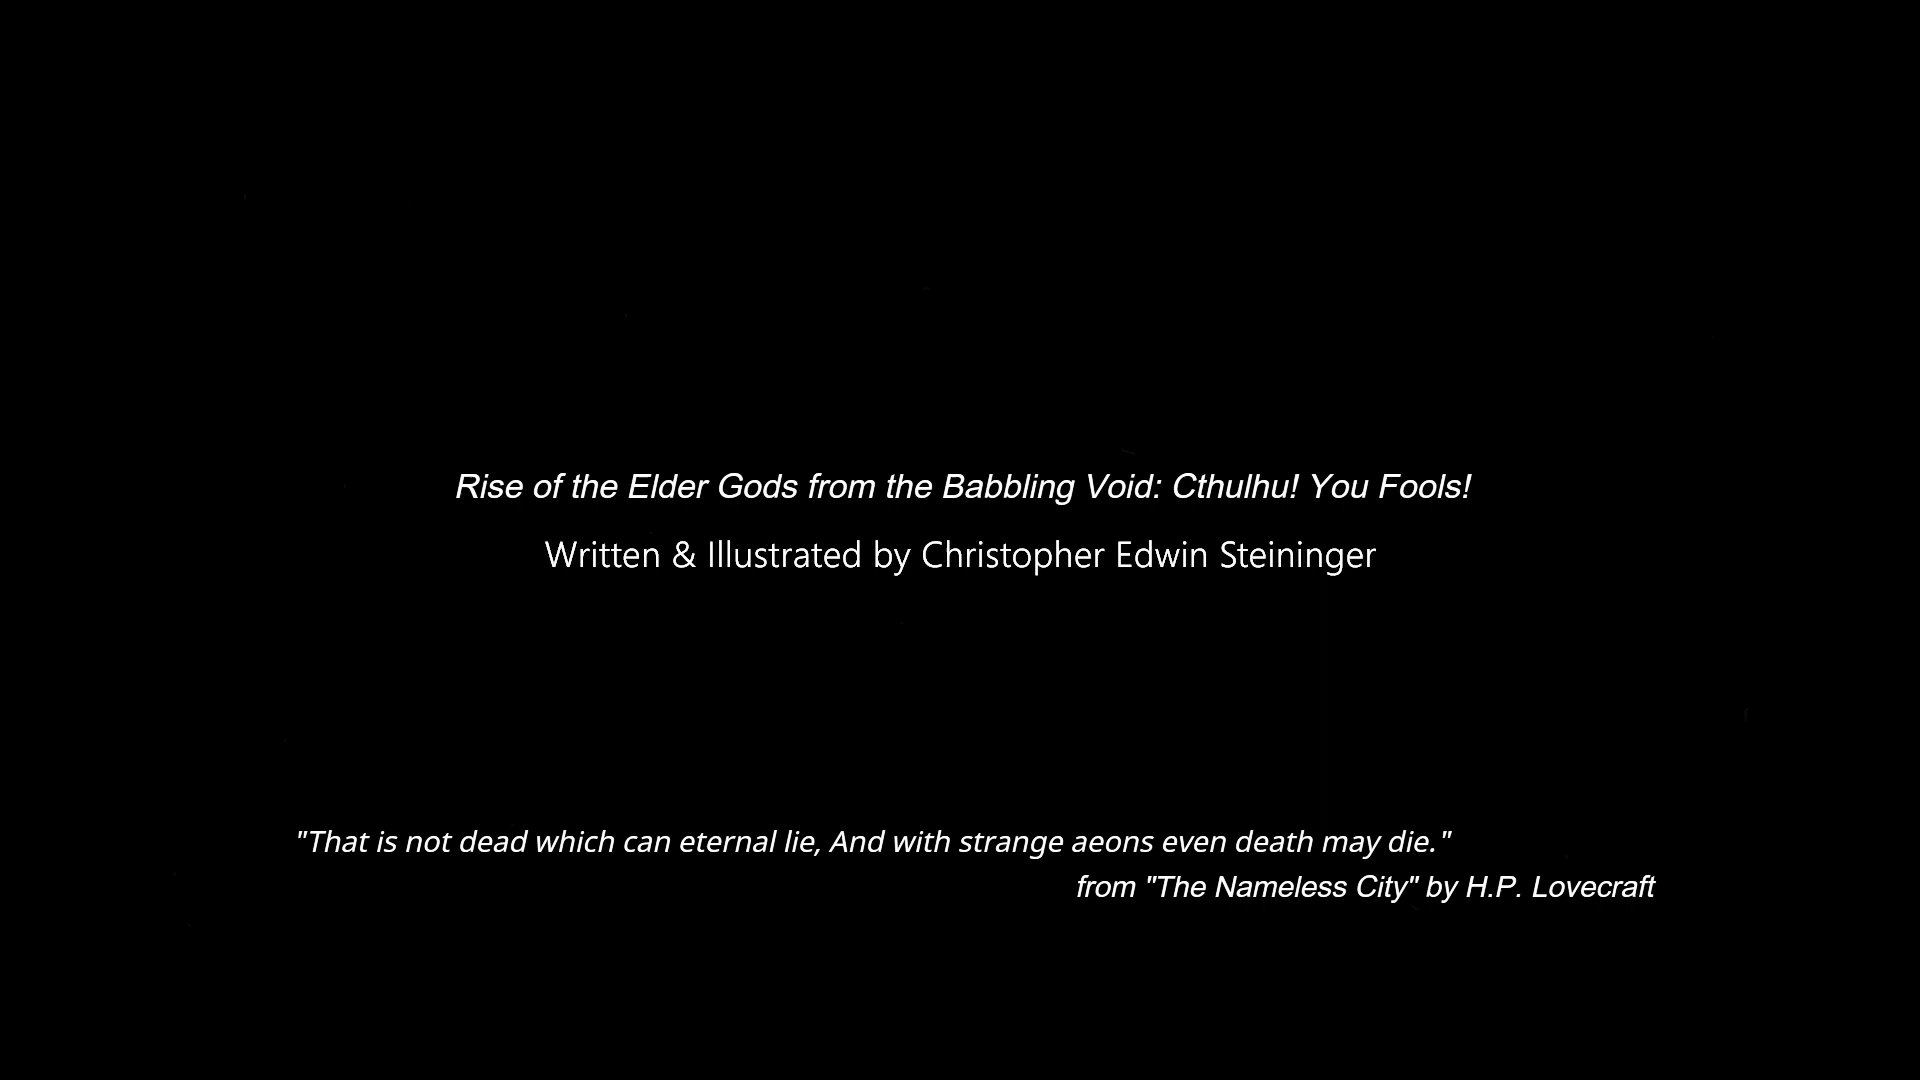 Rise of the Elder Gods from the Babbling Void: Cthulhu! You Fools!
Written & Illustrated by Christopher Edwin Steininger
"That is not dead which can eternal lie, And with strange aeons even death may die."
from "The Nameless City" by H.P. Lovecraft